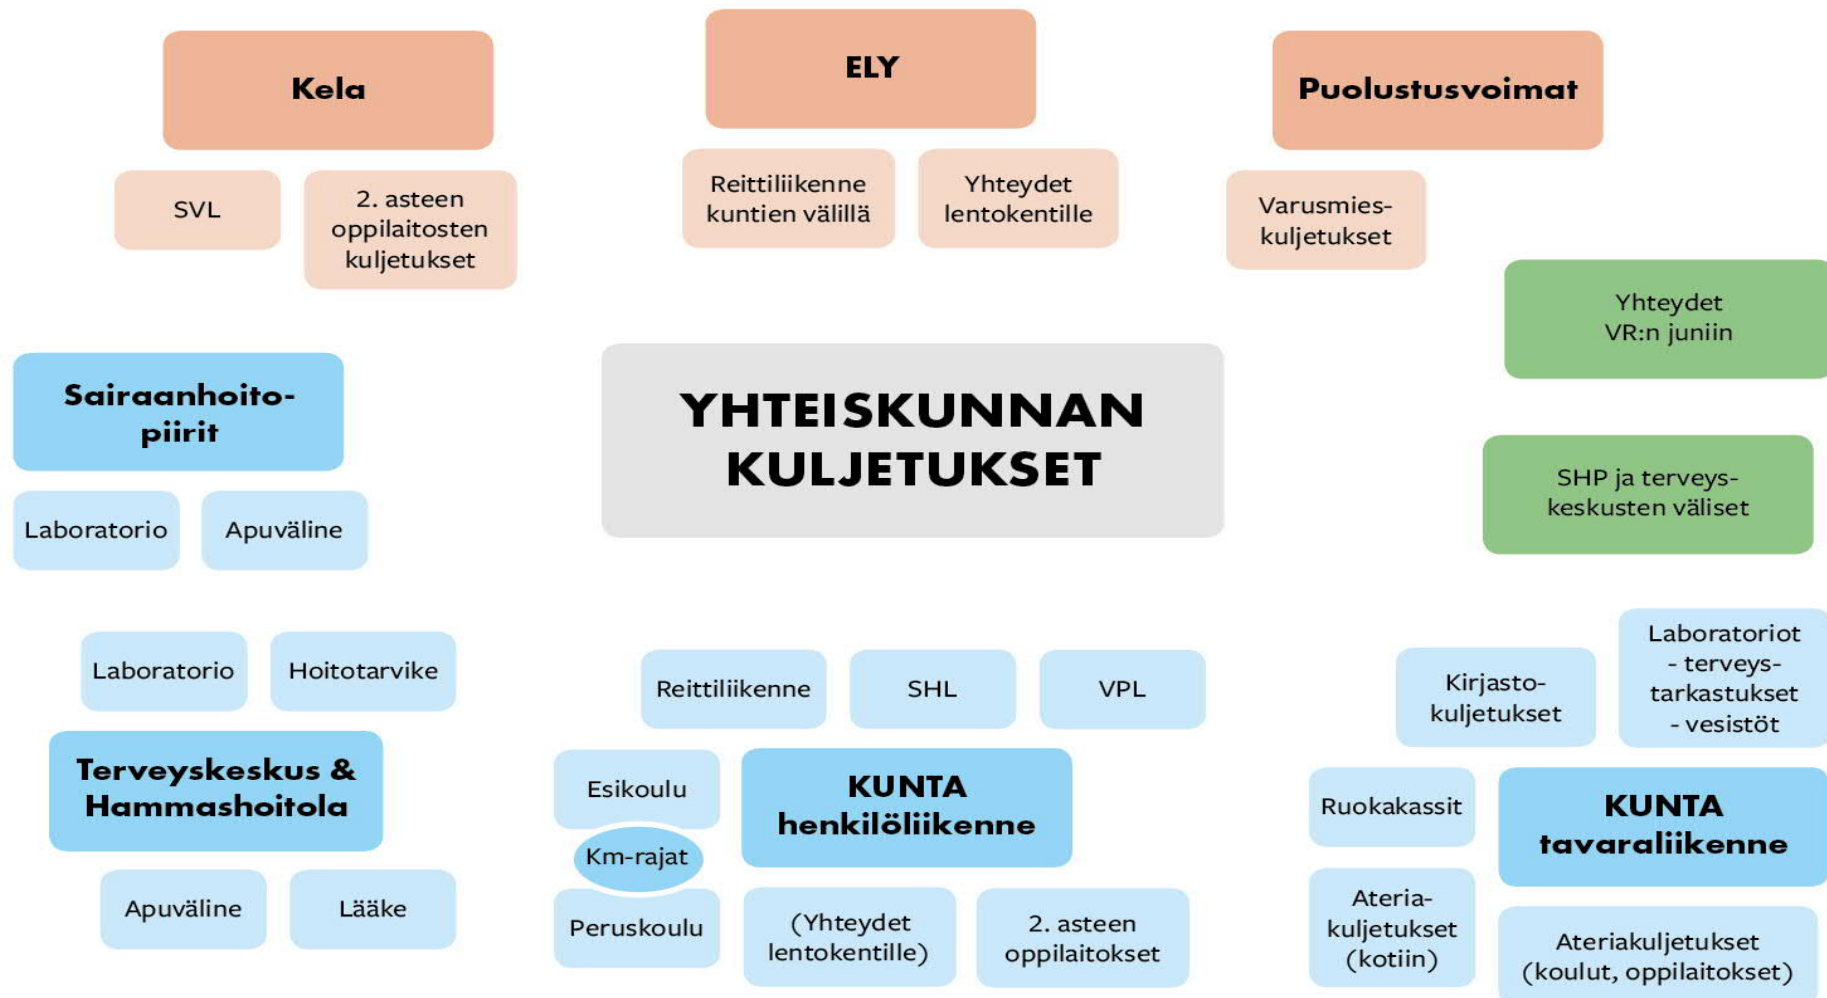 Kela
ELY
Puolustusvoimat
SVL
2. asteen
oppilaitosten
kuljetukset
Reittiliikenne
kuntien välillä
Yhteydet
lentokentille
Varusmies-
kuljetukset
Yhteydet
VR:n juniin
Sairaanhoito-
piirit
YHTEISKUNNAN
KULJETUKSET
SHP ja terveys-
keskusten väliset
Laboratorio
Apuväline
Laboratorio
Hoitotarvike
Terveyskeskus &
Hammashoitola
Apuväline
Lääke
Reittiliikenne
SHL
VPL
Esikoulu
Km-rajat
Peruskoulu
KUNTA
henkilöliikenne
(Yhteydet
lentokentille)
2. asteen
oppilaitokset
Kirjasto-
kuljetukset
Laboratoriot
- terveys-
tarkastukset
- vesistöt
Ruokakassit
KUNTA
tavaraliikenne
Ateria-
kuljetukset
(kotiin)
Ateriakuljetukset
(koulut, oppilaitokset)